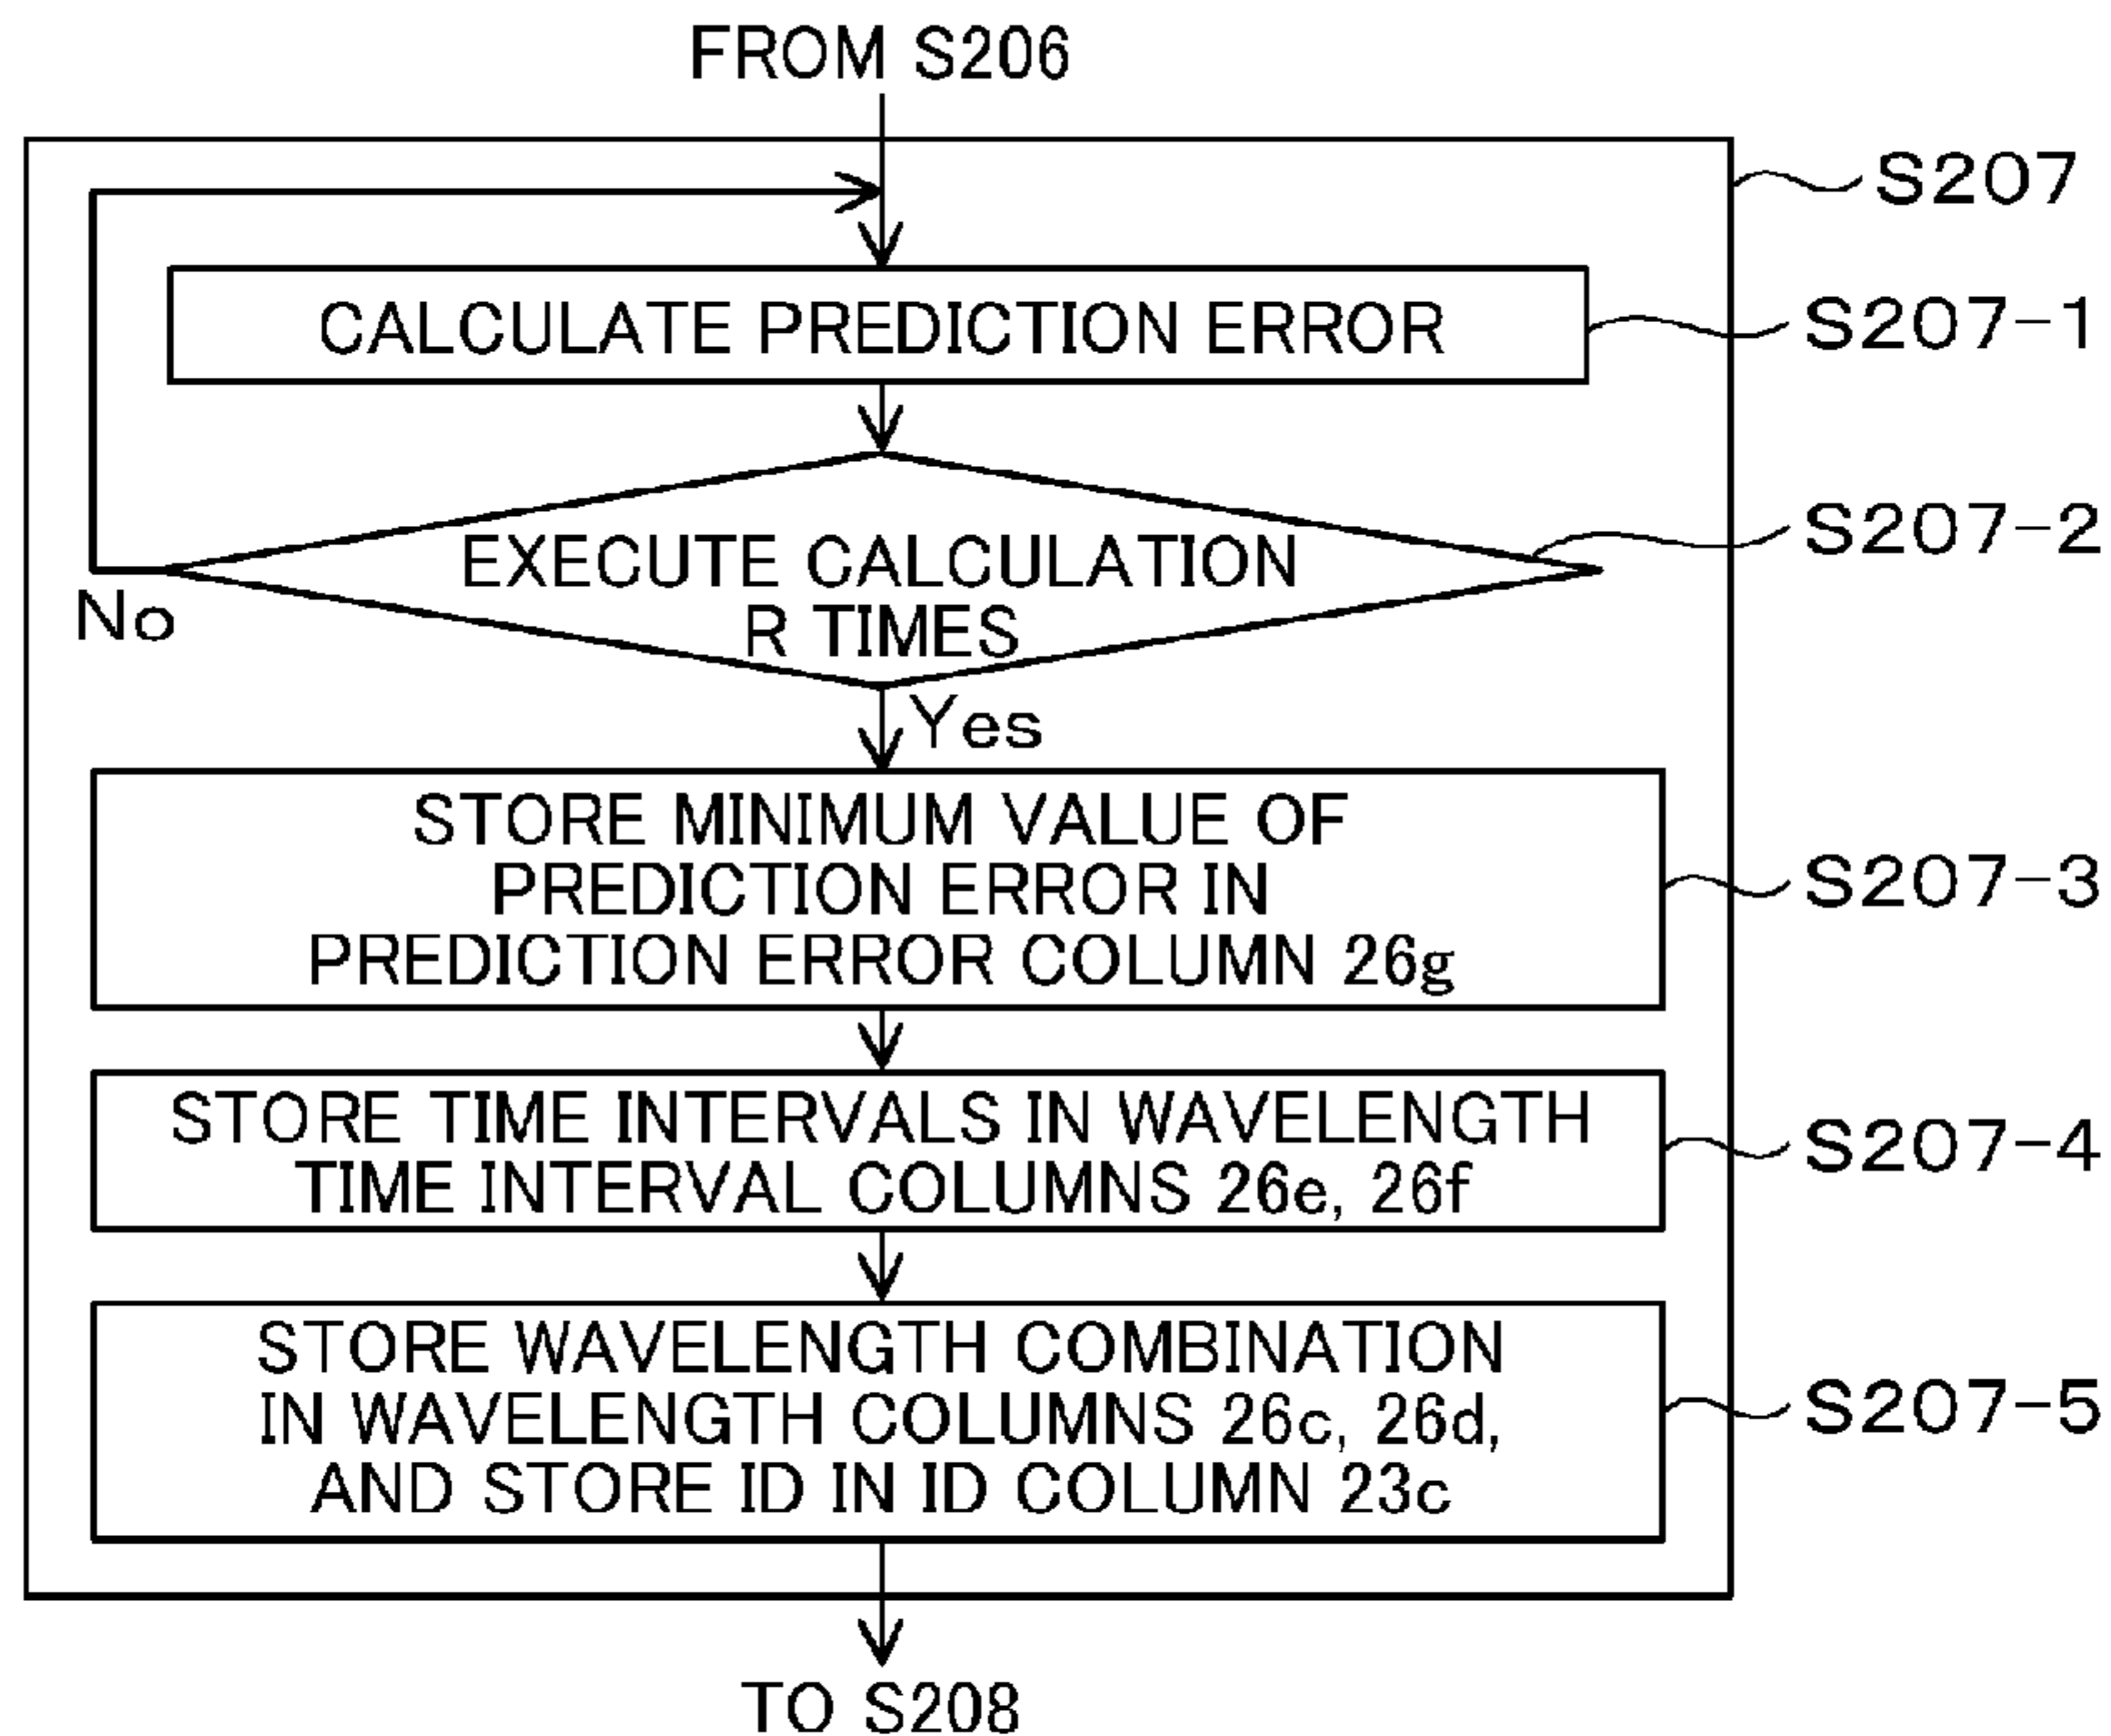 FROM S206
S207
CALCULATE PREDICTION ERROR
S207-1
EXECUTE CALCULATION
R TIMES
S207-2
No
Yes
STORE MINIMUM VALUE OF
PREDICTION ERROR IN
PREDICTION ERROR COLUMN 26g
S207-3
STORE TIME INTERVALS IN WAVELENGTH
TIME INTERVAL COLUMNS 26e, 26f
S207-4
STORE WAVELENGTH COMBINATION
IN WAVELENGTH COLUMNS 26c, 26d,
AND STORE ID IN ID COLUMN 23c
S207-5
TO S208